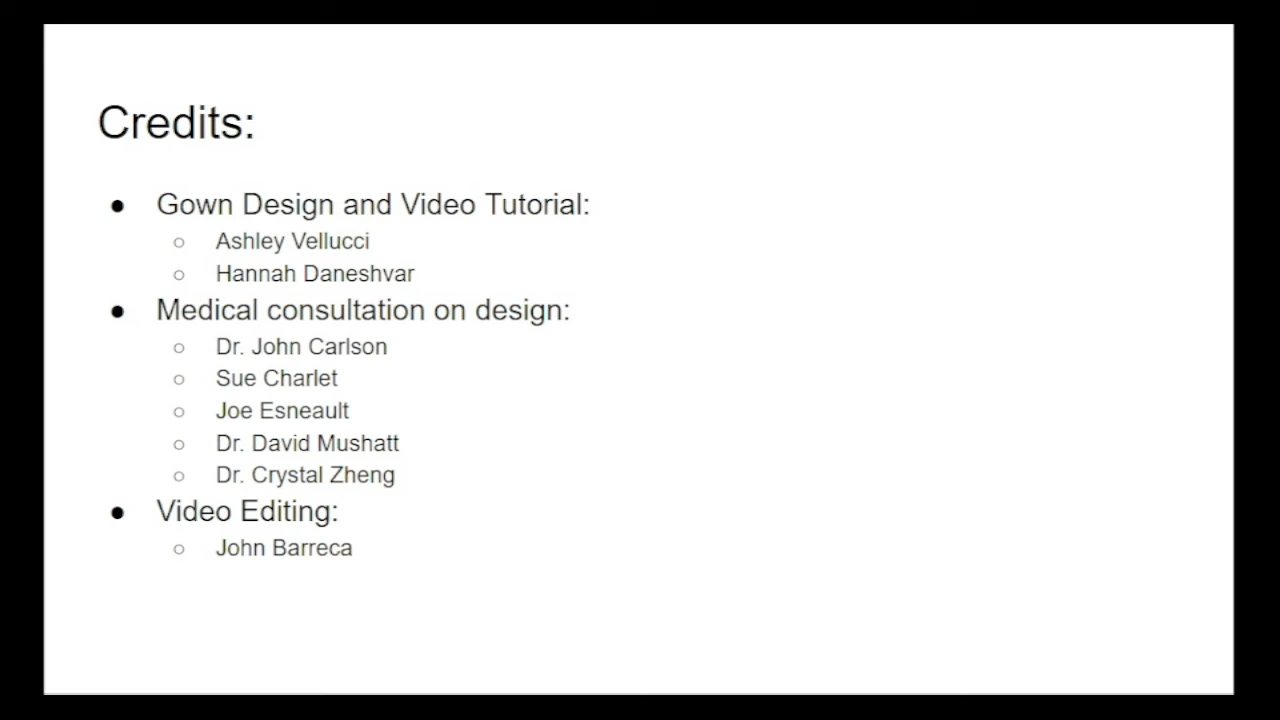 Credits:
● Gown Design and Video Tutorial:
○ Ashley Vellucci
○ Hannah Daneshvar
● Medical consultation on design:
○ Dr. John Carlson
○ Sue Charlet
○ Joe Esneault
○ Dr. David Mushatt
○ Dr. Crystal Zheng
● Video Editing:
○ John Barreca